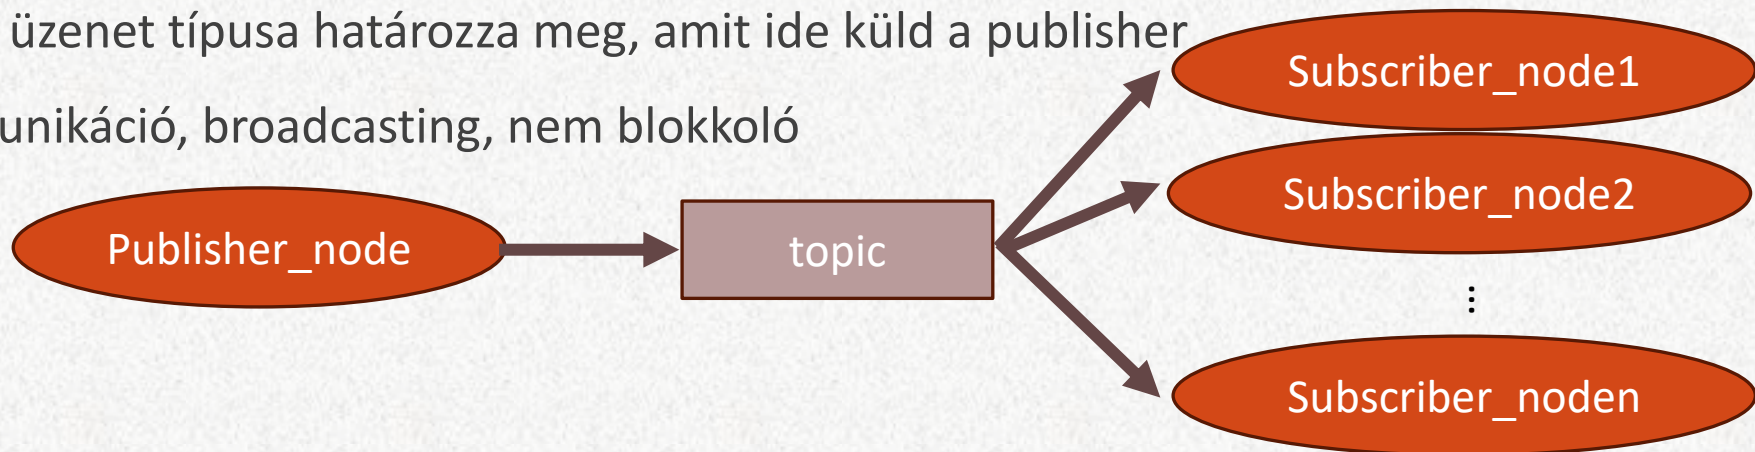 üzenet típusa határozza meg, amit ide küld a publisher
unikáció, broadcasting, nem blokkoló
Subscriber_node1
Subscriber_node2
Publisher_node
topic
...
Subscriber_noden